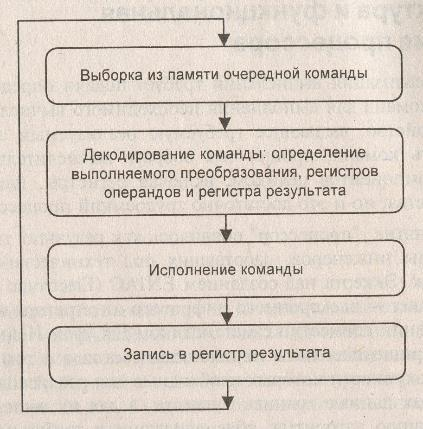 Выборка из памяти очередной команды
Декодирование команды: определение
выполняемого преобразования, регистров
операндов и регистра результата
Исполнение команды
Запись в регистр результата